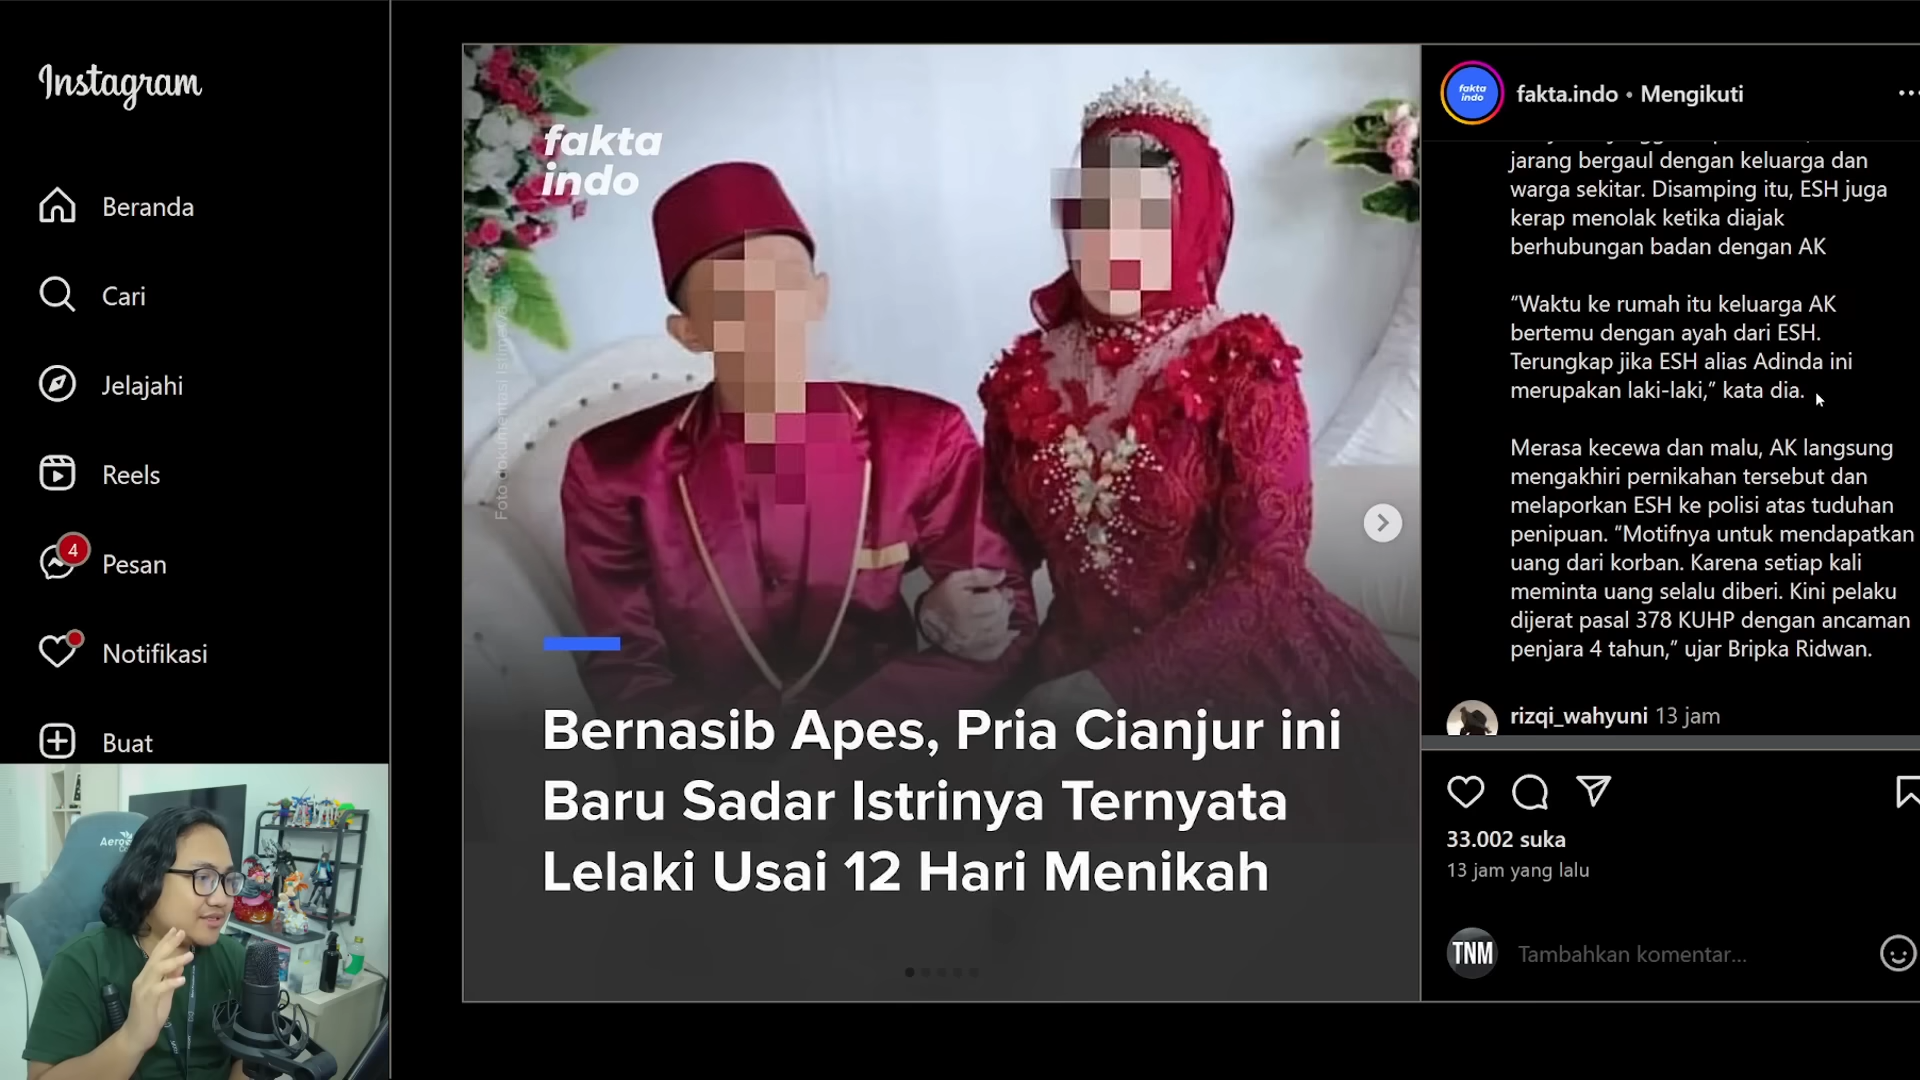 Instagram
Beranda
Cari
Jelajahi
Reels
4
Pesan
Notifikasi
Buat
fakta
indo
Bernasib Apes, Pria Cianjur ini
Baru Sadar Istrinya Ternyata
Lelaki Usai 12 Hari Menikah
fakta
indo
fakta.indo • Mengikuti
jarang bergaul dengan keluarga dan
warga sekitar. Disamping itu, ESH juga
kerap menolak ketika diajak
berhubungan badan dengan AK
“Waktu ke rumah itu keluarga AK
bertemu dengan ayah dari ESH.
Terungkap jika ESH alias Adinda ini
merupakan laki-laki,” kata dia.
Merasa kecewa dan malu, AK langsung
mengakhiri pernikahan tersebut dan
melaporkan ESH ke polisi atas tuduhan
penipuan. “Motifnya untuk mendapatkan
uang dari korban. Karena setiap kali
meminta uang selalu diberi. Kini pelaku
dijerat pasal 378 KUHP dengan ancaman
penjara 4 tahun,” ujar Bripka Ridwan.
rizqi_wahyuni 13 jam
33.002 suka
13 jam yang lalu
TNM
Tambahkan komentar...